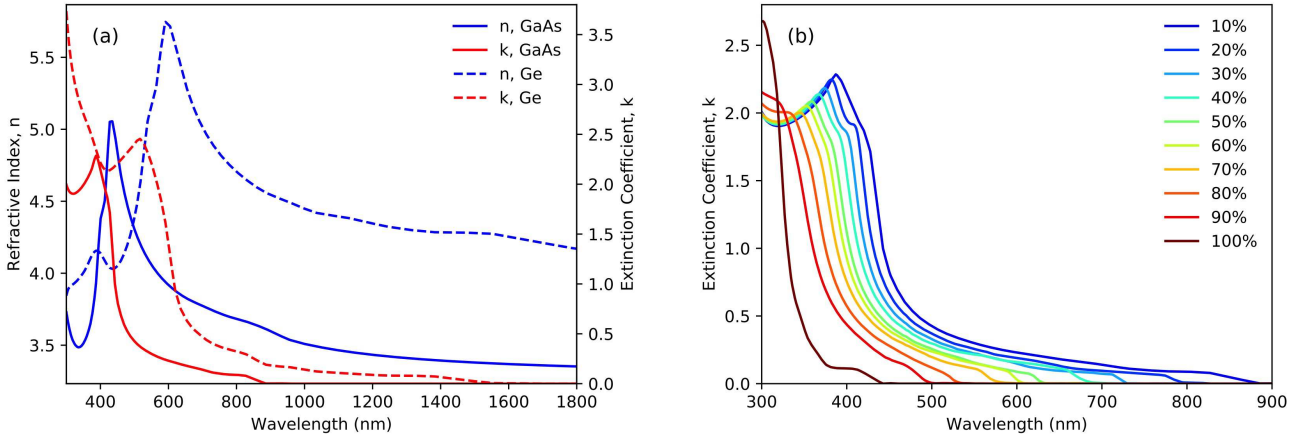 (a)
n, GaAs
k, GaAs
n, Ge
k, Ge
Refractive Index, n
5.5
5.0
4.5
4.0
3.5
Extinction Coefficient, k
3.5
3.0
2.5
2.0
1.5
1.0
0.5
0.0
400 600 800 1000 1200 1400 1600 1800
Wavelength (nm)
(b)
10%
20%
30%
40%
50%
60%
70%
80%
90%
100%
Extinction Coefficient, k
2.5
2.0
1.5
1.0
0.5
0.0
300 400 500 600 700 800 900
Wavelength (nm)